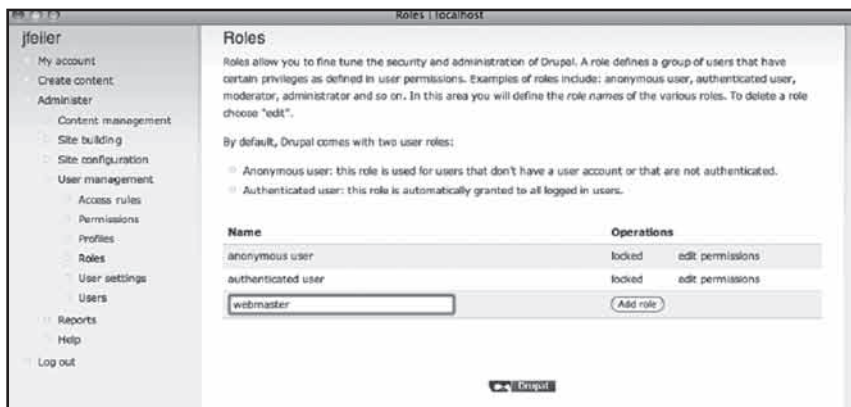 Roles | localhost
jfeiler
My account
Create content
Administer
Content management
Site building
Site configuration
User management
Access rules
Permissions
Profiles
Roles
User settings
Users
Reports
Help
Log out
Roles
Roles allow you to fine tune the security and administration of Drupal. A role defines a group of users that have
certain privileges as defined in user permissions. Examples of roles include: anonymous user, authenticated user,
moderator, administrator and so on. In this area you will define the role names of the various roles. To delete a role
choose "edit".
By default, Drupal comes with two user roles:
Anonymous user: this role is used for users that don't have a user account or that are not authenticated.
Authenticated user: this role is automatically granted to all logged in users.
Name Operations
anonymous user locked edit permissions
authenticated user locked edit permissions
webmaster Add role
Drupal